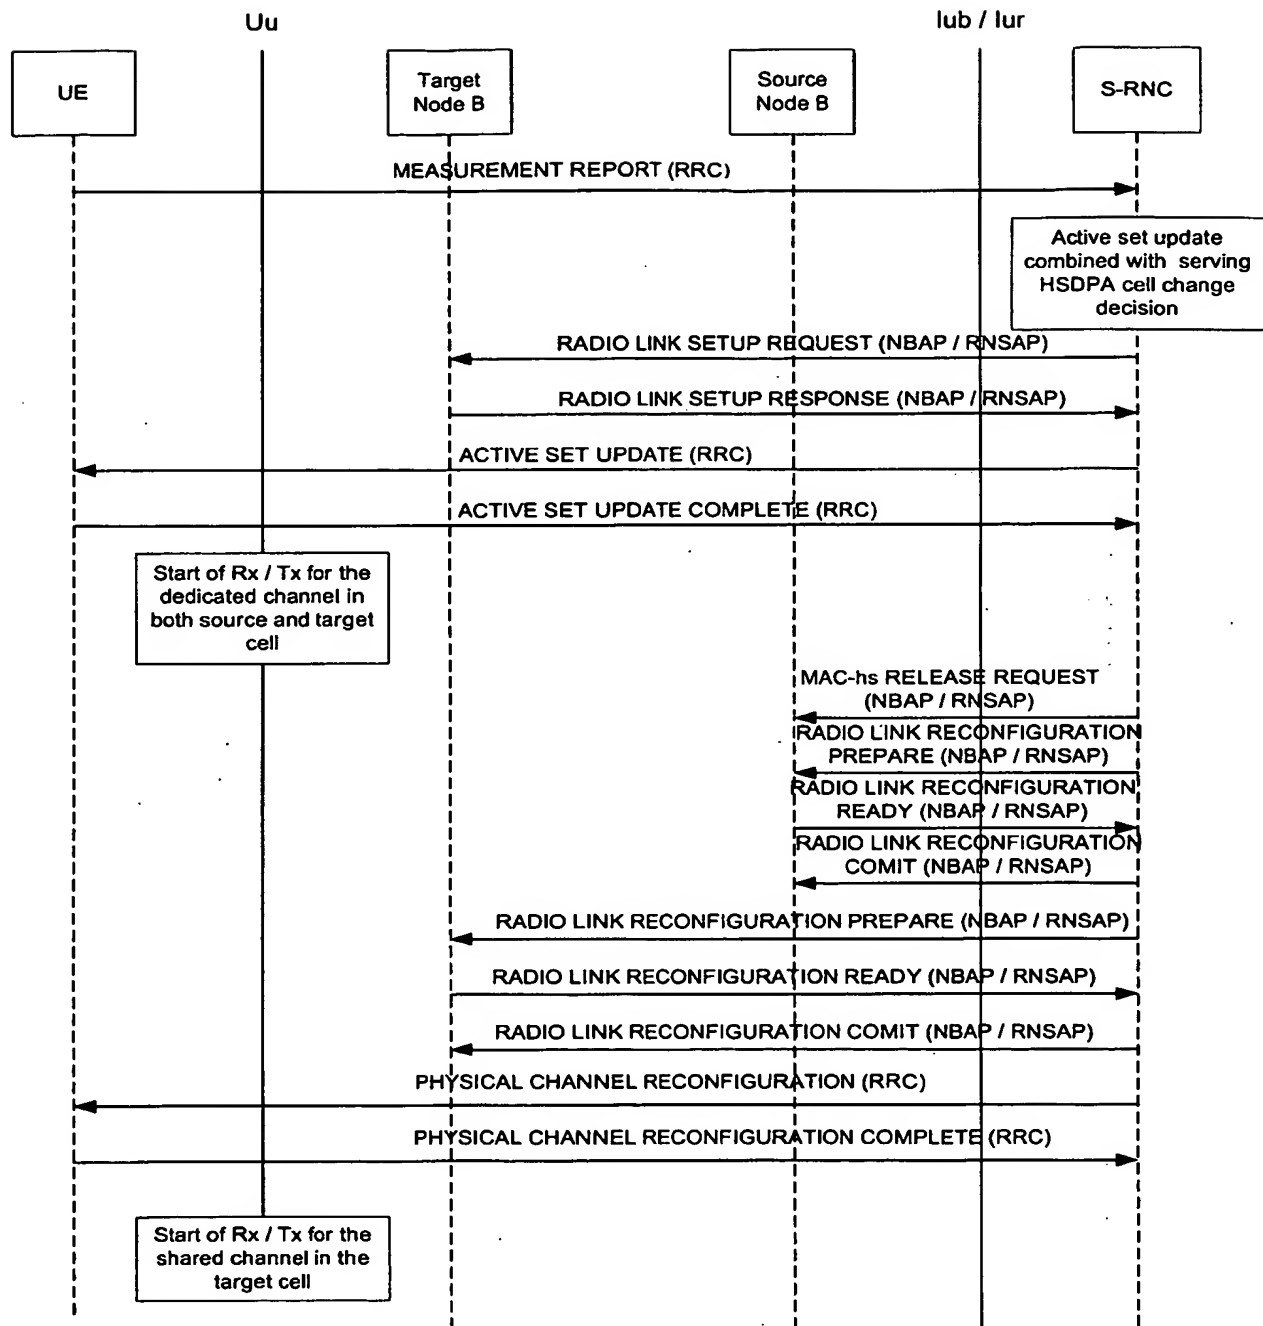 Uu
Iub / Iur
UE
Target
Node B
Source
Node B
S-RNC
MEASUREMENT REPORT (RRC)
Active set update
combined with serving
HSDPA cell change
decision
RADIO LINK SETUP REQUEST (NBAP / RNSAP)
RADIO LINK SETUP RESPONSE (NBAP / RNSAP)
ACTIVE SET UPDATE (RRC)
ACTIVE SET UPDATE COMPLETE (RRC)
Start of Rx / Tx for the
dedicated channel in
both source and target
cell
MAC-hs RELEASE REQUEST
(NBAP / RNSAP)
RADIO LINK RECONFIGURATION
PREPARE (NBAP / RNSAP)
RADIO LINK RECONFIGURATION
READY (NBAP / RNSAP)
RADIO LINK RECONFIGURATION
COMIT (NBAP / RNSAP)
RADIO LINK RECONFIGURATION PREPARE (NBAP / RNSAP)
RADIO LINK RECONFIGURATION READY (NBAP / RNSAP)
RADIO LINK RECONFIGURATION COMIT (NBAP / RNSAP)
PHYSICAL CHANNEL RECONFIGURATION (RRC)
PHYSICAL CHANNEL RECONFIGURATION COMPLETE (RRC)
Start of Rx / Tx for the
shared channel in the
target cell